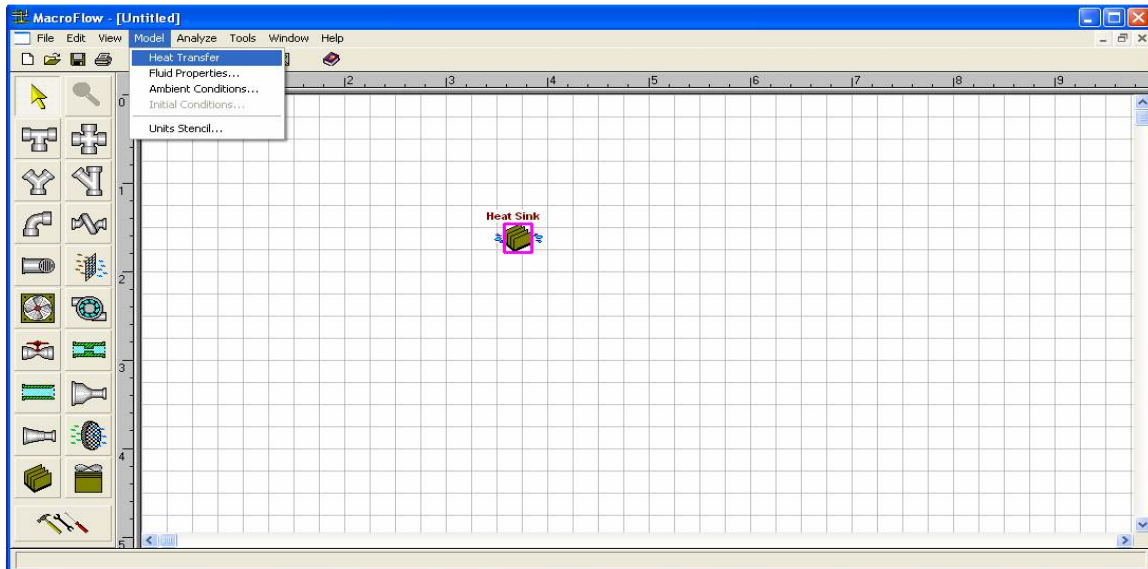 MacroFlow - [Untitled]
File Edit View Model Analyze Tools Window Help
Heat Transfer
Fluid Properties...
Ambient Conditions...
Initial Conditions...
Units Stencil...
2 3 4 5 6 7 8 9
0
1
2
3
4
5
Heat Sink